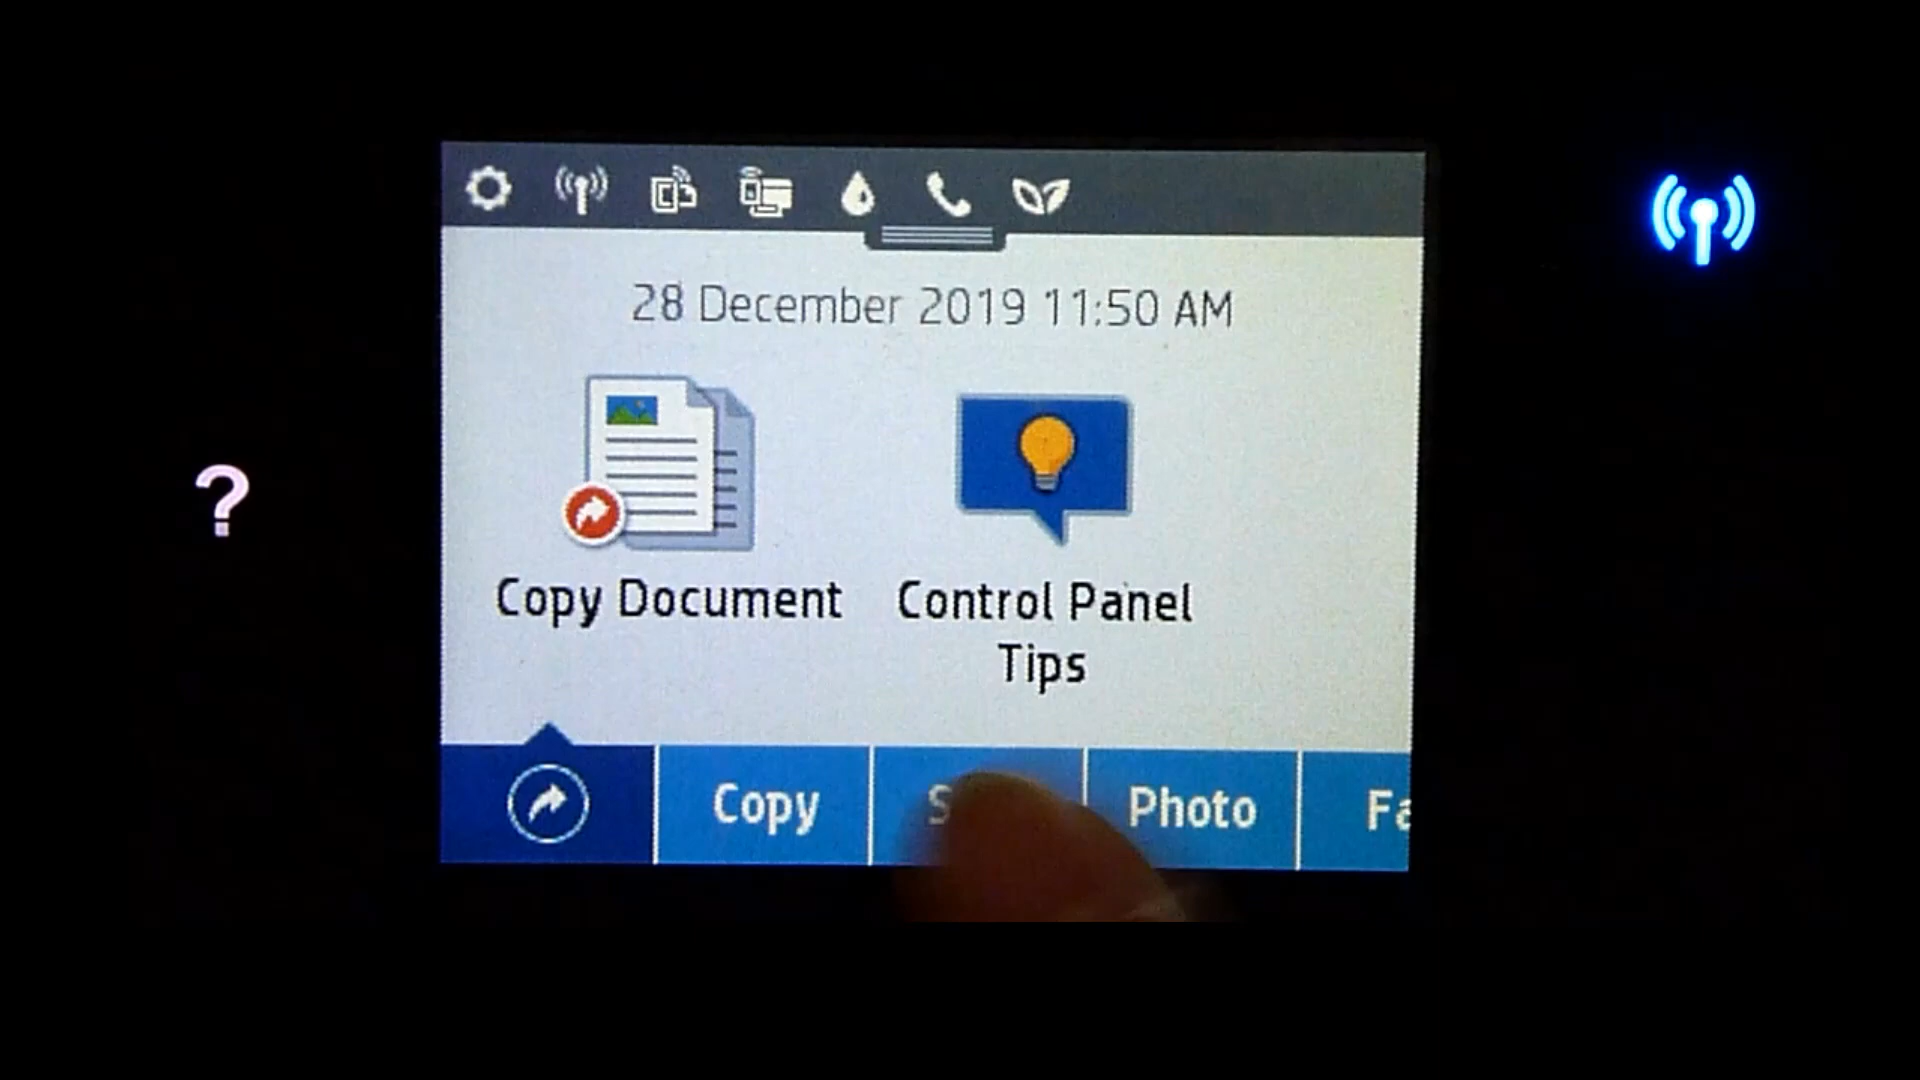 28 December 2019 11:50 AM
?
Copy Document
Control Panel
Tips
Copy
Photo